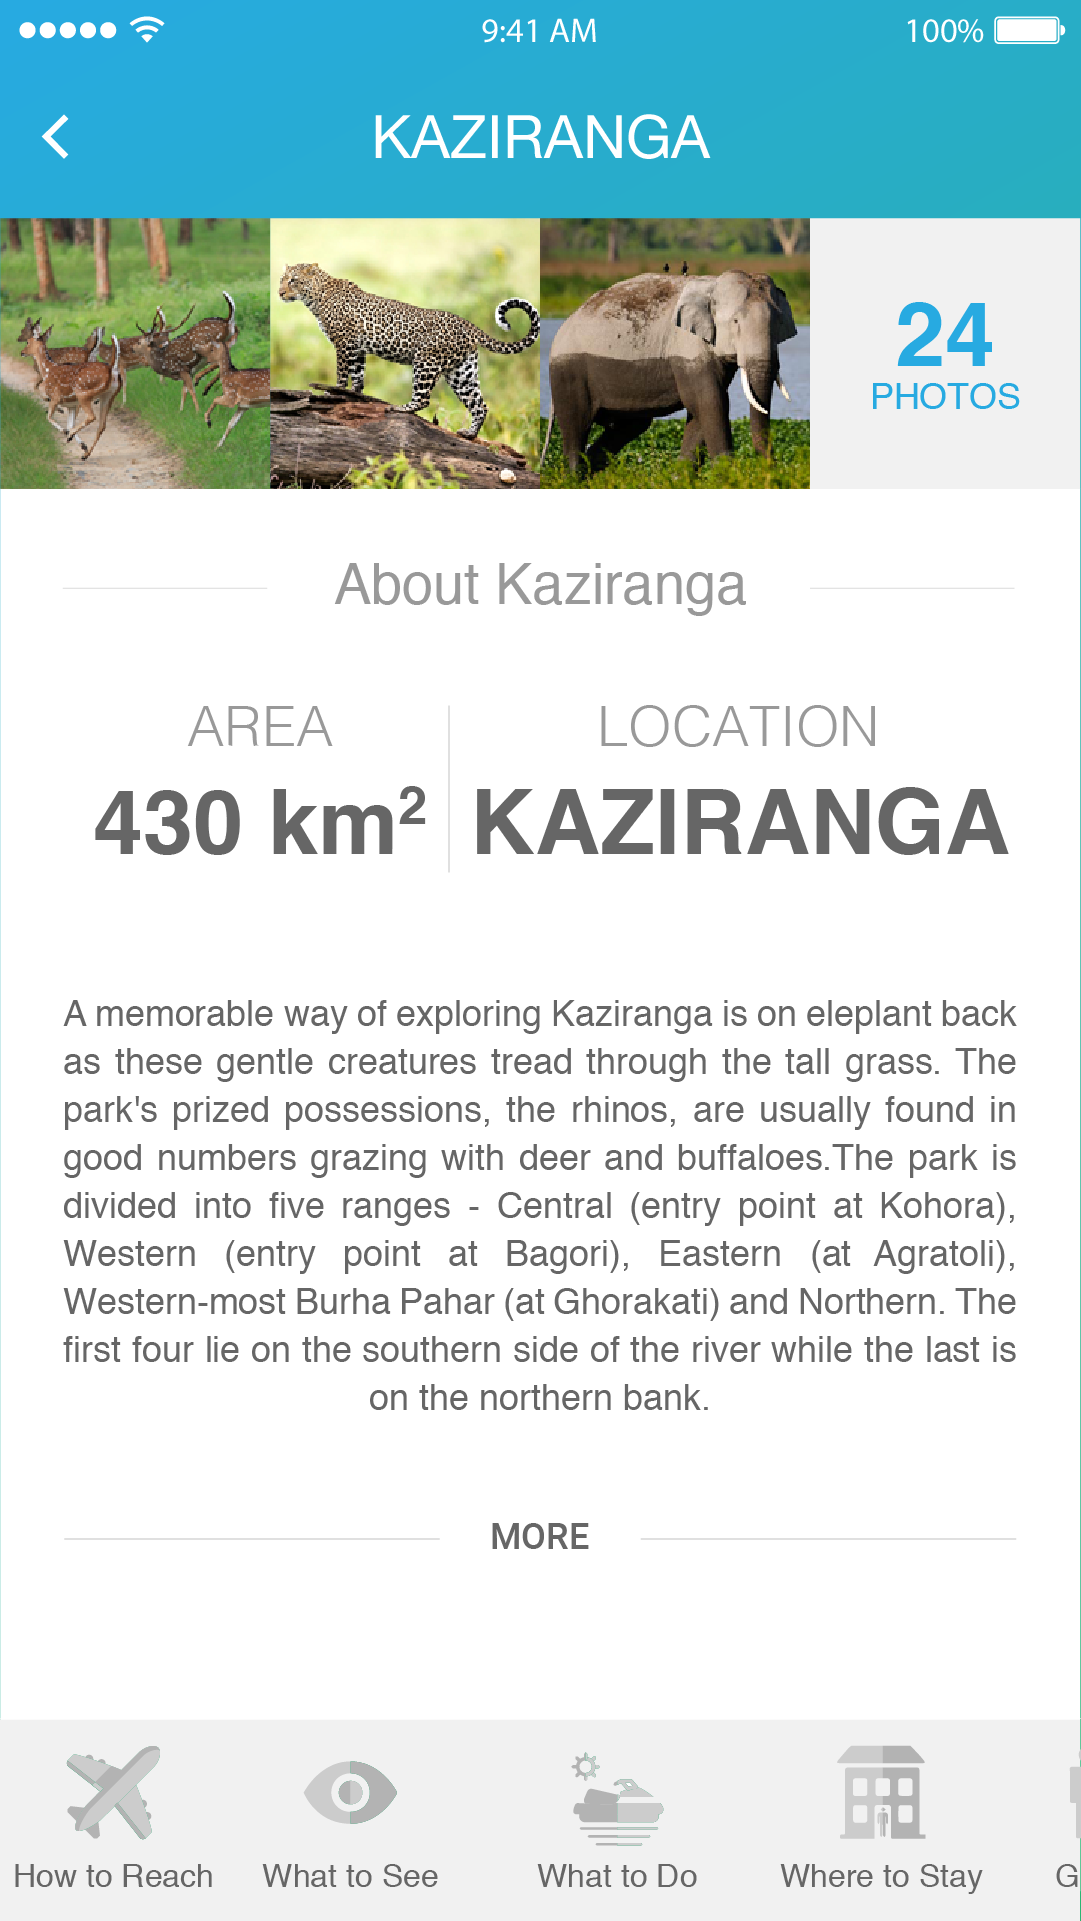 9:41 AM
100%
KAZIRANGA
24
PHOTOS
About Kaziranga
AREA
430 km²
LOCATION
KAZIRANGA
A memorable way of exploring Kaziranga is on eleplant back
as these gentle creatures tread through the tall grass. The
park's prized possessions, the rhinos, are usually found in
good numbers grazing with deer and buffaloes.The park is
divided into five ranges - Central (entry point at Kohora),
Western (entry point at Bagori), Eastern (at Agratoli),
Western-most Burha Pahar (at Ghorakati) and Northern. The
first four lie on the southern side of the river while the last is
on the northern bank.
MORE
How to Reach
What to See
What to Do
Where to Stay